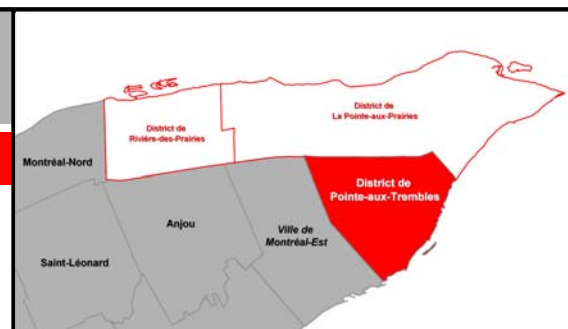 District de
La Pointe-aux-Prairies
District de
Rivière-des-Prairies
Montréal-Nord
District de
Pointe-aux-Trembles
Anjou
Ville de
Montréal-Est
Saint-Léonard